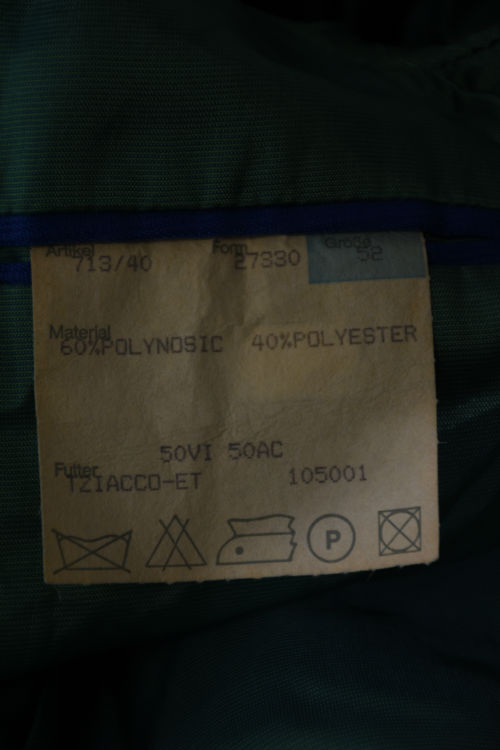 Artikel Form Größe
713/40 27330 52
Material
60%POLYNOSIC 40%POLYESTER
50VI 50AC
Futter
TZIACCO-ET 105001
P